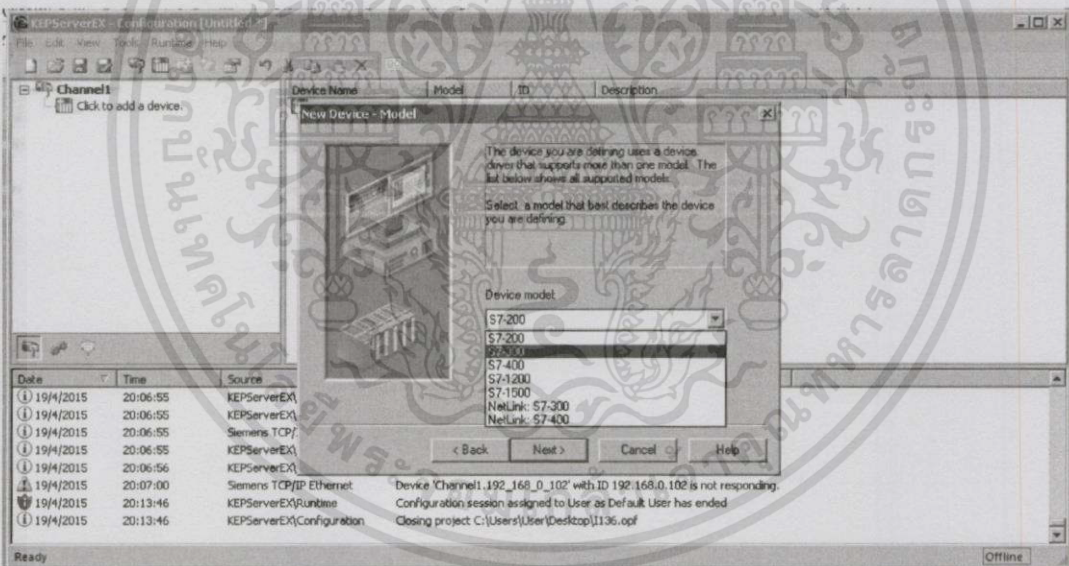 KEPServerEX - Configuration [Untitled *]
File Edit View Tools Runtime Help
Channel1
Click to add a device.
Device Name Model ID Description
New Device - Model
The device you are defining uses a device
driver that supports more than one model. The
list below shows all supported models.
Select a model that best describes the device
you are defining.
Device model:
S7-200
S7-200
S7-300
S7-400
S7-1200
S7-1500
NetLink: S7-300
NetLink: S7-400
< Back Next > Cancel Help
Date Time Source
19/4/2015 20:06:55 KEPServerEX\
19/4/2015 20:06:55 KEPServerEX\
19/4/2015 20:06:55 Siemens TCP/
19/4/2015 20:06:55 KEPServerEX\
19/4/2015 20:06:56 KEPServerEX\
19/4/2015 20:07:00 Siemens TCP/IP Ethernet Device 'Channel1.192_168_0_102' with ID 192.168.0.102 is not responding.
19/4/2015 20:13:46 KEPServerEX\Runtime Configuration session assigned to User as Default User has ended
19/4/2015 20:13:46 KEPServerEX\Configuration Closing project C:\Users\User\Desktop\I136.opf
Ready Offline